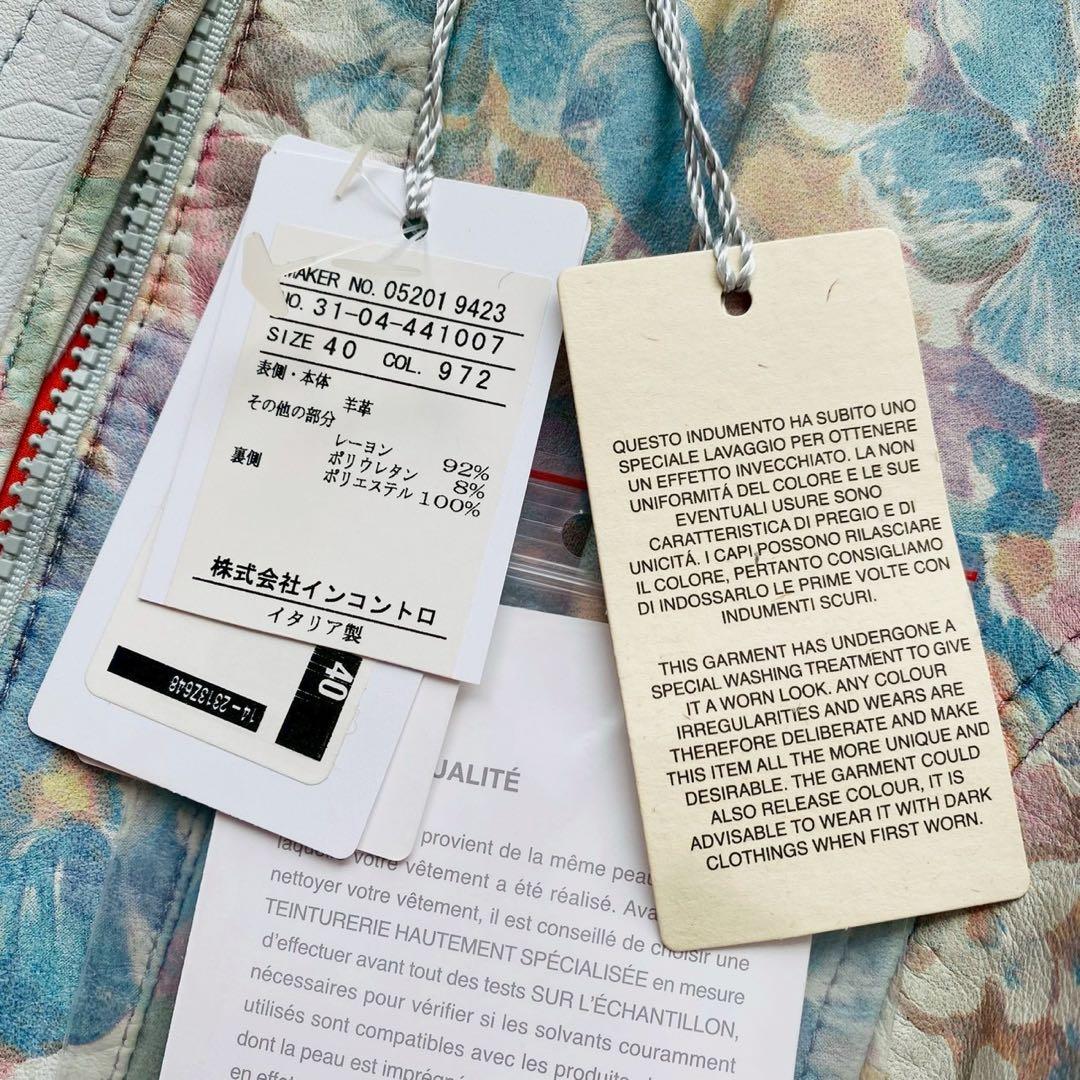 MAKER NO. 05201 9423
NO. 31-04-441007
SIZE 40 COL. 972
表側・本体
羊革
その他の部分
レーヨン 92%
ポリウレタン 8%
裏側
ポリエステル 100%
株式会社インコントロ
イタリア製
40
14-2313Z648
QUESTO INDUMENTO HA SUBITO UNO
SPECIALE LAVAGGIO PER OTTENERE
UN EFFETTO INVECCHIATO. LA NON
UNIFORMITÁ DEL COLORE E LE SUE
EVENTUALI USURE SONO
CARATTERISTICA DI PREGIO E DI
UNICITÁ. I CAPI POSSONO RILASCIARE
IL COLORE, PERTANTO CONSIGLIAMO
DI INDOSSARLO LE PRIME VOLTE CON
INDUMENTI SCURI.
THIS GARMENT HAS UNDERGONE A
SPECIAL WASHING TREATMENT TO GIVE
IT A WORN LOOK. ANY COLOUR
IRREGULARITIES AND WEARS ARE
THEREFORE DELIBERATE AND MAKE
THIS ITEM ALL THE MORE UNIQUE AND
DESIRABLE. THE GARMENT COULD
ALSO RELEASE COLOUR, IT IS
ADVISABLE TO WEAR IT WITH DARK
CLOTHINGS WHEN FIRST WORN.
UALITÉ
provient de la même peau
laquelle votre vêtement a été réalisé. Ava
nettoyer votre vêtement, il est conseillé de choisir une
TEINTURERIE HAUTEMENT SPÉCIALISÉE en mesure
d'effectuer avant tout des tests SUR L'ÉCHANTILLON,
nécessaires pour vérifier si les solvants couramment
utilisés sont compatibles avec les produits
dont la peau est
en